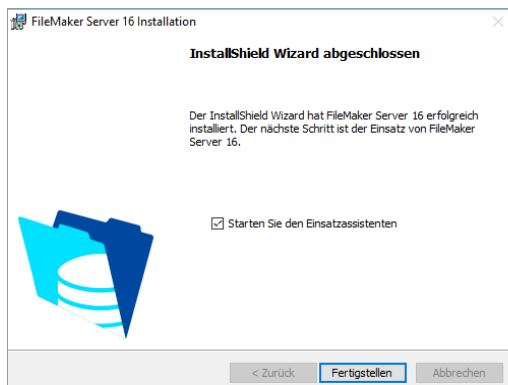 FileMaker Server 16 Installation
InstallShield Wizard abgeschlossen
Der InstallShield Wizard hat FileMaker Server 16 erfolgreich
installiert. Der nächste Schritt ist der Einsatz von FileMaker
Server 16.
Starten Sie den Einsatzassistenten
< Zurück
Fertigstellen
Abbrechen